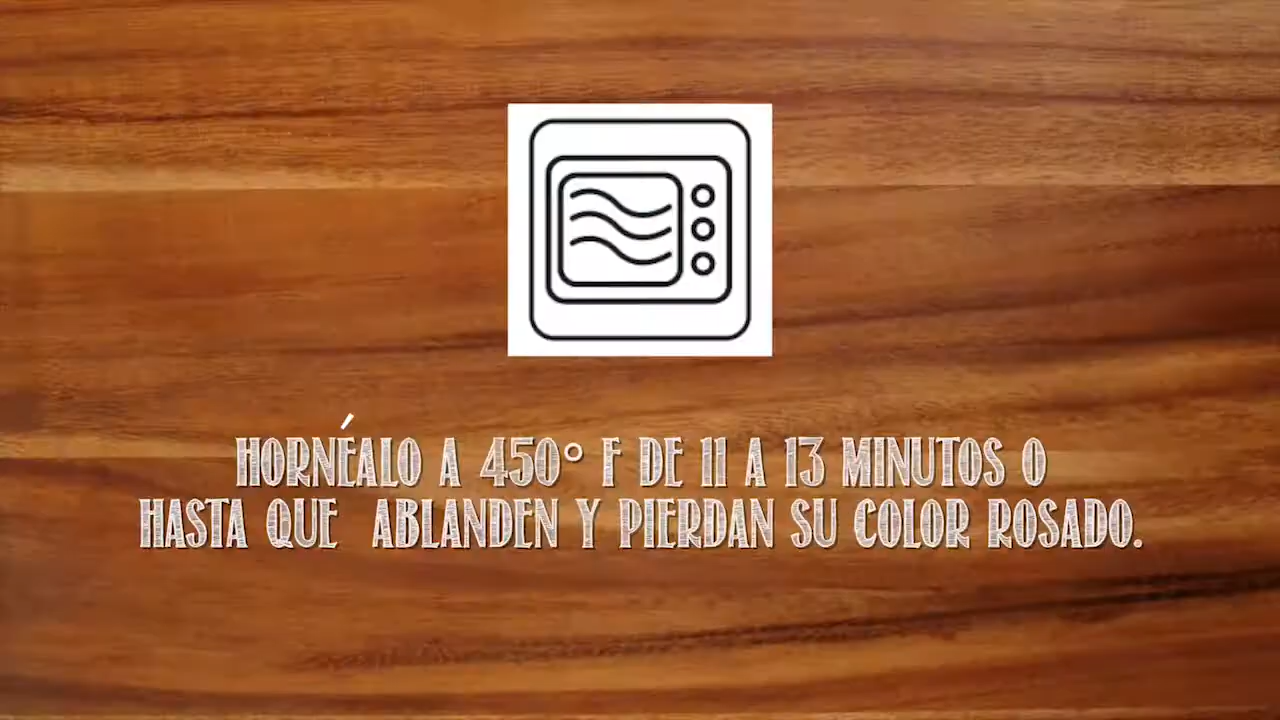 HORNÉALO A 450° F DE 11 A 13 MINUTOS O
HASTA QUE ABLANDEN Y PIERDAN SU COLOR ROSADO.